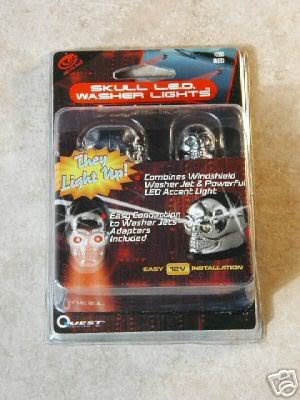 RED
SKULL L.E.D.
WASHER LIGHTS
They
Light Up!
Combines Windshield
Washer Jet & Powerful
LED Accent Light
Easy Connection
to Washer Jets
Adapters
Included
EASY 12V INSTALLATION
QUEST